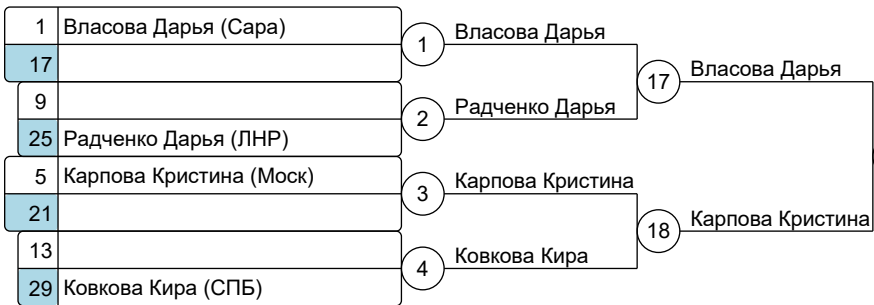 1 Власова Дарья (Сара)
17
1
Власова Дарья
9
25 Радченко Дарья (ЛНР)
2
Радченко Дарья
17
Власова Дарья
5 Карпова Кристина (Моск)
21
3
Карпова Кристина
13
29 Ковкова Кира (СПБ)
4
Ковкова Кира
18
Карпова Кристина